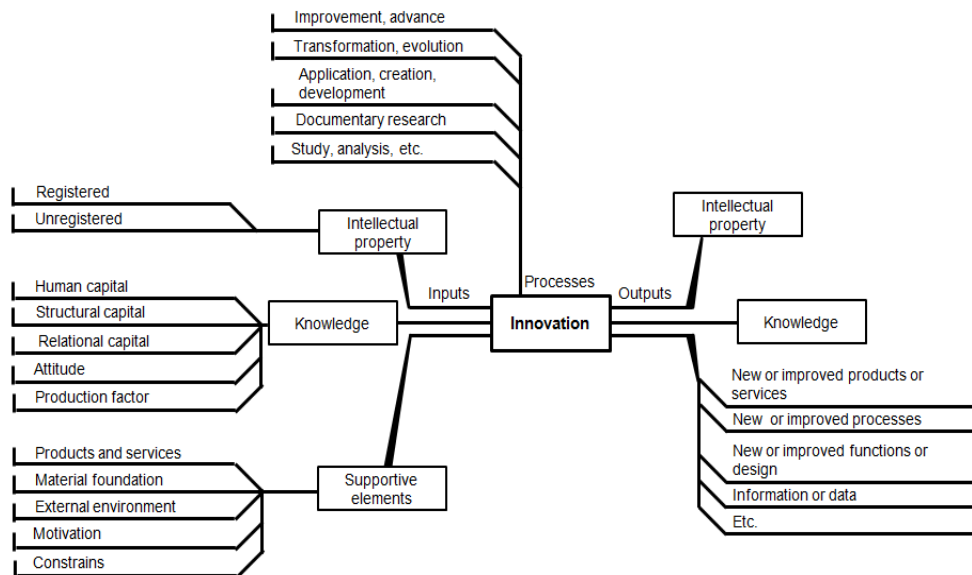 Improvement, advance
Transformation, evolution
Application, creation,
development
Documentary research
Study, analysis, etc.
Registered
Unregistered
Intellectual
property
Intellectual
property
Human capital
Structural capital
Relational capital
Attitude
Production factor
Knowledge
Inputs
Processes
Outputs
Innovation
Knowledge
New or improved products or
services
New or improved processes
New or improved functions or
design
Information or data
Etc.
Products and services
Material foundation
External environment
Motivation
Constrains
Supportive
elements